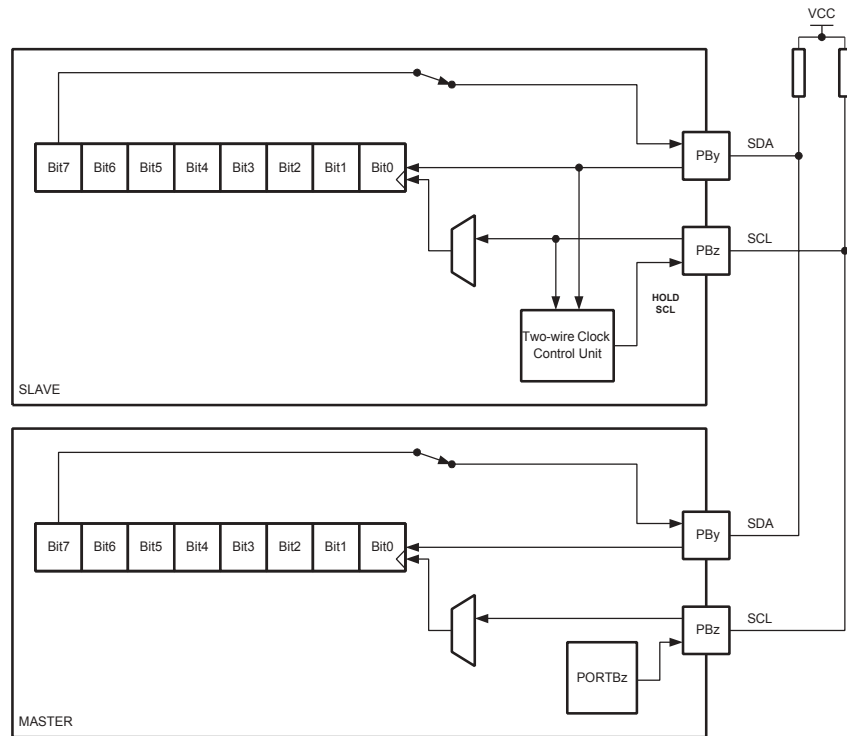 VCC
Bit7 Bit6 Bit5 Bit4 Bit3 Bit2 Bit1 Bit0
PBy
SDA
PBz
SCL
HOLD
SCL
Two-wire Clock
Control Unit
SLAVE
Bit7 Bit6 Bit5 Bit4 Bit3 Bit2 Bit1 Bit0
PBy
SDA
PBz
SCL
PORTBz
MASTER